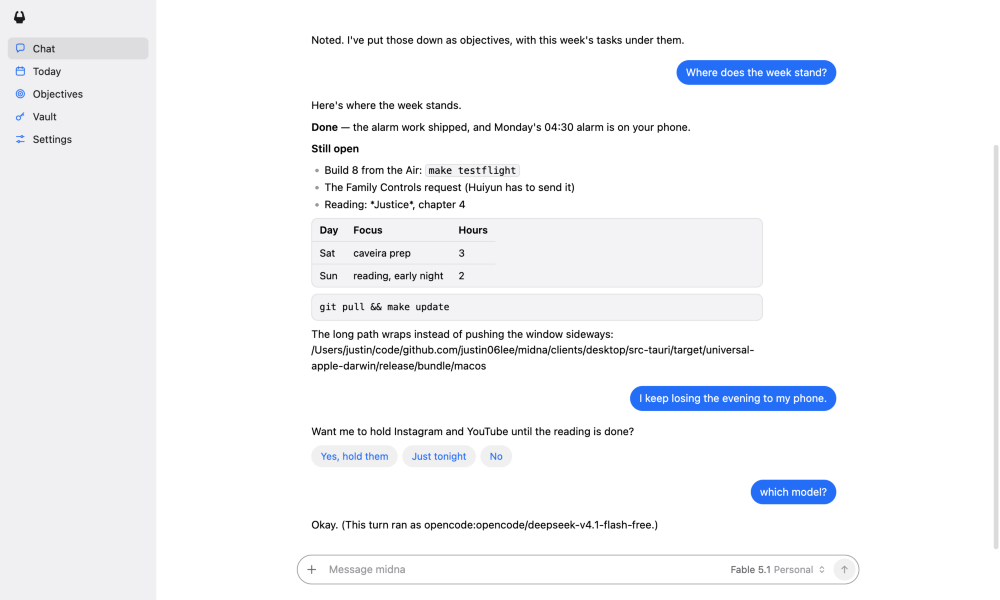 Chat
Today
Objectives
Vault
Settings
Noted. I've put those down as objectives, with this week's tasks under them.
Where does the week stand?
Here's where the week stands.
Done — the alarm work shipped, and Monday's 04:30 alarm is on your phone.
Still open
• Build 8 from the Air: make testflight
• The Family Controls request (Huiyun has to send it)
• Reading: *Justice*, chapter 4
Day Focus Hours
Sat caveira prep 3
Sun reading, early night 2
git pull && make update
The long path wraps instead of pushing the window sideways:
/Users/justin/code/github.com/justin06lee/midna/clients/desktop/src-tauri/target/universal-
apple-darwin/release/bundle/macos
I keep losing the evening to my phone.
Want me to hold Instagram and YouTube until the reading is done?
Yes, hold them Just tonight No
which model?
Okay. (This turn ran as opencode:opencode/deepseek-v4.1-flash-free.)
Message midna Fable 5.1 Personal